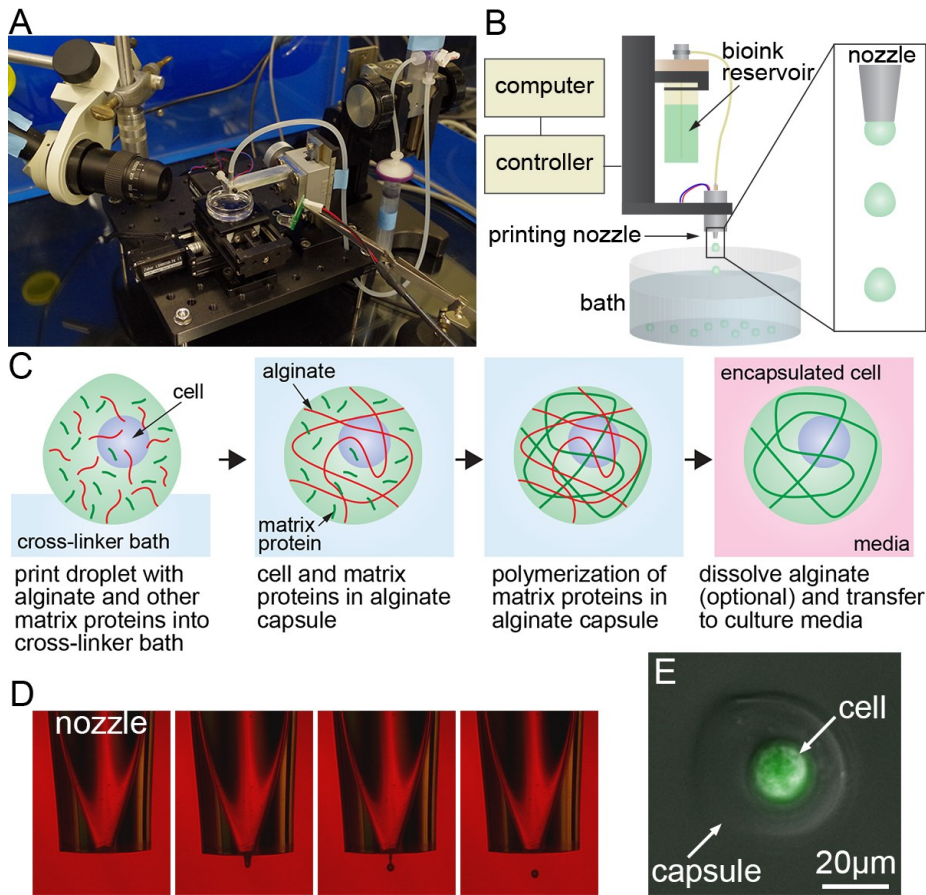 A
B
computer
controller
bioink
reservoir
printing nozzle
bath
nozzle
C
cell
cross-linker bath
print droplet with
alginate and other
matrix proteins into
cross-linker bath
alginate
matrix
protein
cell and matrix
proteins in alginate
capsule
polymerization of
matrix proteins in
alginate capsule
encapsulated cell
media
dissolve alginate
(optional) and transfer
to culture media
D
nozzle
E
cell
capsule
20μm